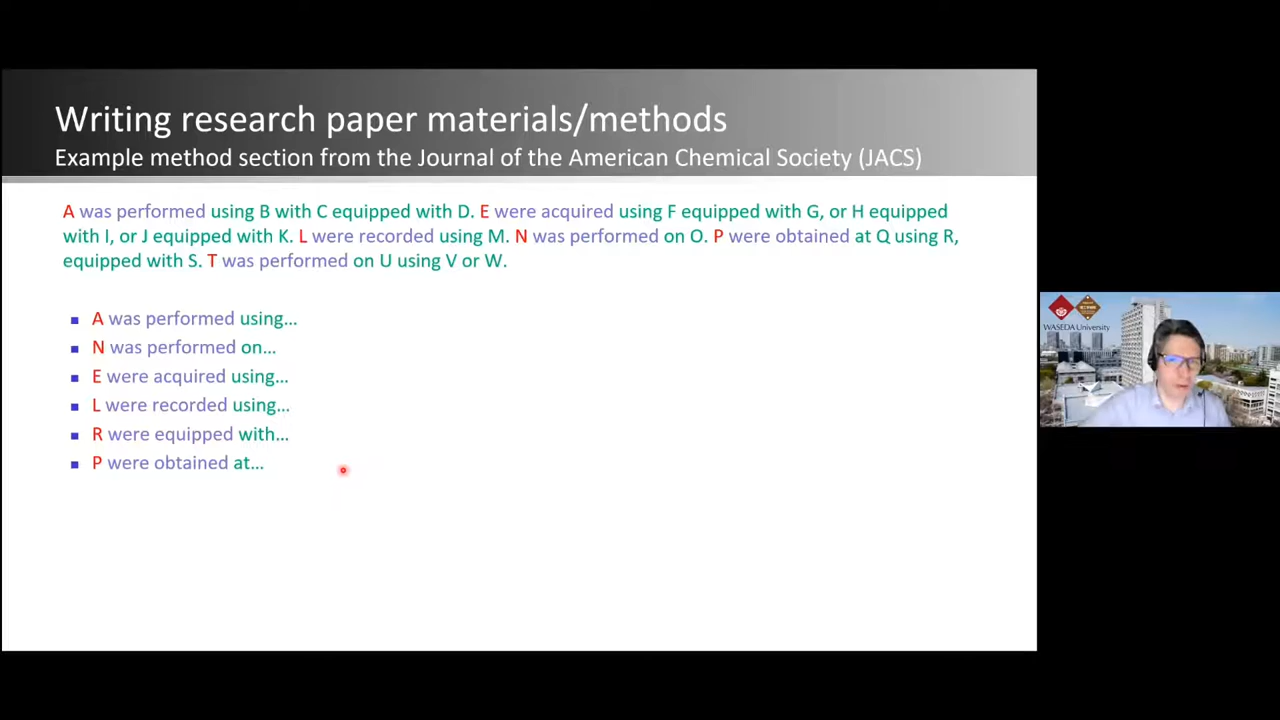 Writing research paper materials/methods
Example method section from the Journal of the American Chemical Society (JACS)
A was performed using B with C equipped with D. E were acquired using F equipped with G, or H equipped
with I, or J equipped with K. L were recorded using M. N was performed on O. P were obtained at Q using R,
equipped with S. T was performed on U using V or W.
A was performed using...
N was performed on...
E were acquired using...
L were recorded using...
R were equipped with...
P were obtained at...
WASEDA University